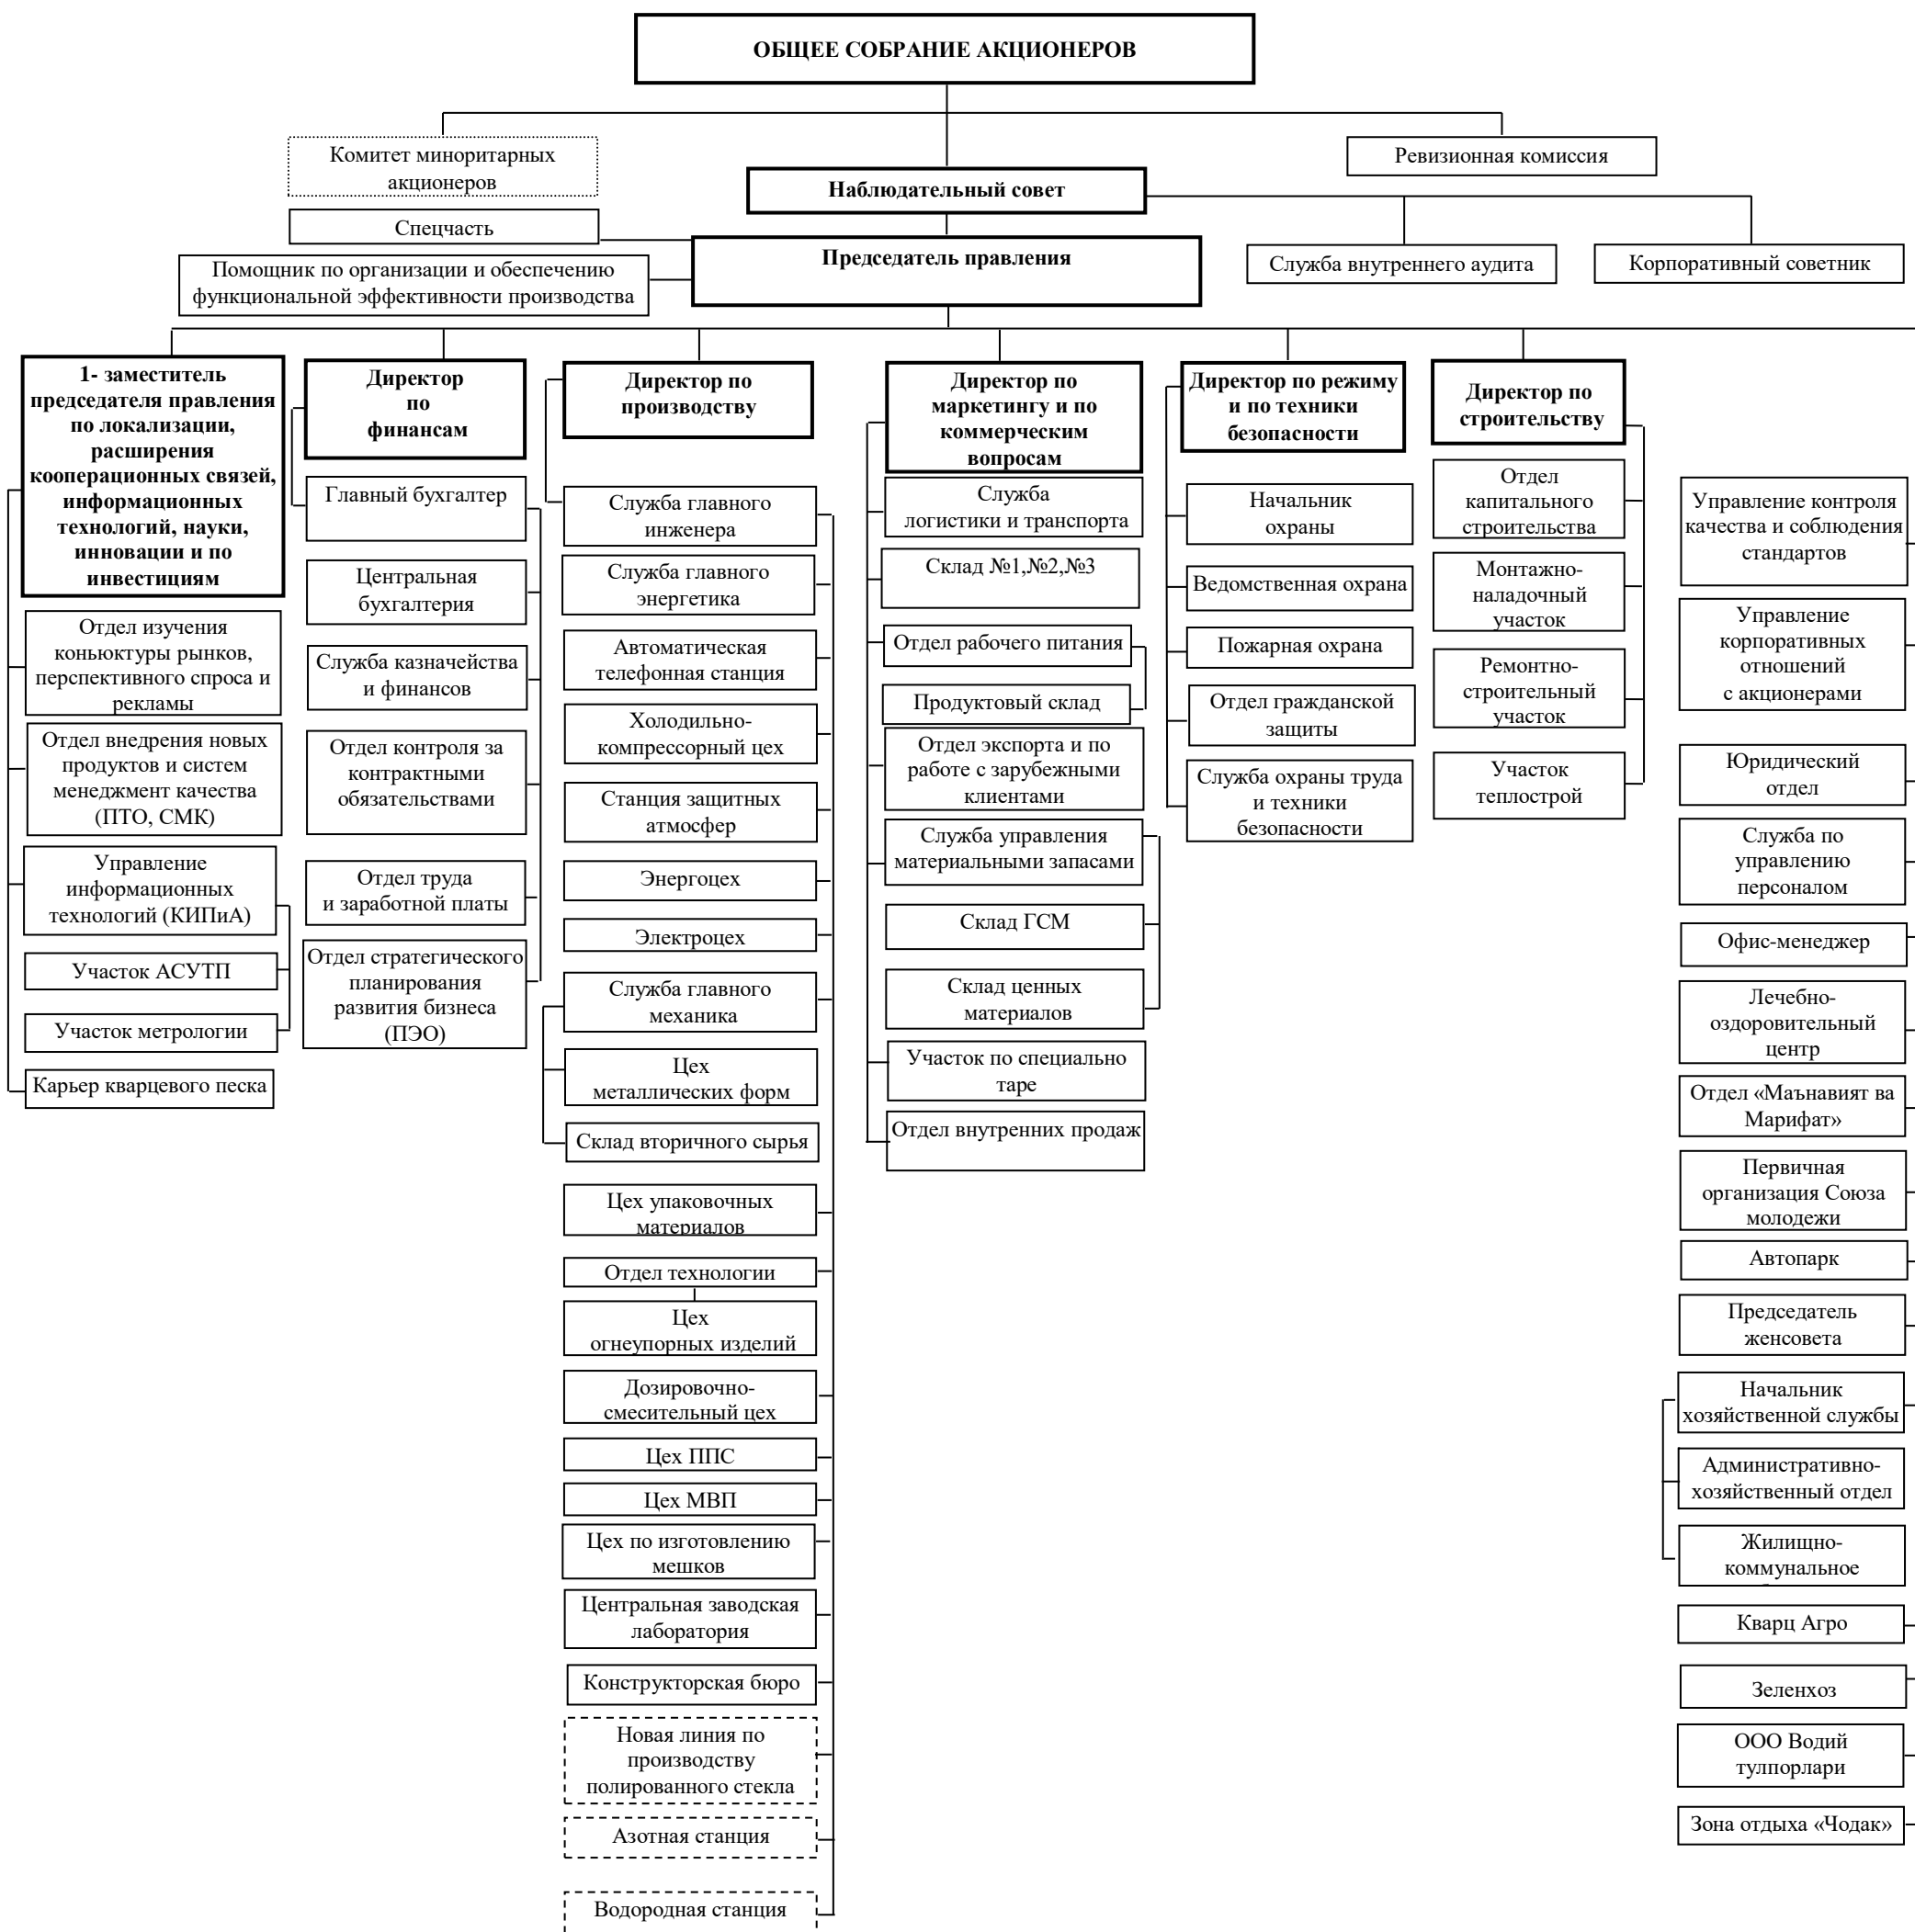 ОБЩЕЕ СОБРАНИЕ АКЦИОНЕРОВ
Комитет миноритарных
акционеров
Ревизионная комиссия
Наблюдательный совет
Спецчасть
Председатель правления
Помощник по организации и обеспечению
функциональной эффективности производства
Служба внутреннего аудита
Корпоративный советник
1- заместитель
председателя правления
по локализации,
расширения
кооперационных связей,
информационных
технологий, науки,
инновации и по
инвестициям
Отдел изучения
коньюктуры рынков,
перспективного спроса и
рекламы
Отдел внедрения новых
продуктов и систем
менеджмент качества
(ПТО, СМК)
Управление
информационных
технологий (КИПиА)
Участок АСУТП
Участок метрологии
Карьер кварцевого песка
Директор
по
финансам
Главный бухгалтер
Центральная
бухгалтерия
Служба казначейства
и финансов
Отдел контроля за
контрактными
обязательствами
Отдел труда
и заработной платы
Отдел стратегического
планирования
развития бизнеса
(ПЭО)
Директор по
производству
Служба главного
инженера
Служба главного
энергетика
Автоматическая
телефонная станция
Холодильно-
компрессорный цех
Станция защитных
атмосфер
Энергоцех
Электроцех
Служба главного
механика
Цех
металлических форм
Склад вторичного сырья
Цех упаковочных
материалов
Отдел технологии
Цех
огнеупорных изделий
Дозировочно-
смесительный цех
Цех ППС
Цех МВП
Цех по изготовлению
мешков
Центральная заводская
лаборатория
Конструкторская бюро
Новая линия по
производству
полированного стекла
Азотная станция
Водородная станция
Директор по
маркетингу и по
коммерческим
вопросам
Служба
логистики и транспорта
Склад №1,№2,№3
Отдел рабочего питания
Продуктовый склад
Отдел экспорта и по
работе с зарубежными
клиентами
Служба управления
материальными запасами
Склад ГСМ
Склад ценных
материалов
Участок по специально
таре
Отдел внутренних продаж
Директор по режиму
и по техники
безопасности
Начальник
охраны
Ведомственная охрана
Пожарная охрана
Отдел гражданской
защиты
Служба охраны труда
и техники
безопасности
Директор по
строительству
Отдел
капитального
строительства
Монтажно-
наладочный
участок
Ремонтно-
строительный
участок
Участок
теплострой
Управление контроля
качества и соблюдения
стандартов
Управление
корпоративных
отношений
с акционерами
Юридический
отдел
Служба по
управлению
персоналом
Офис-менеджер
Лечебно-
оздоровительный
центр
Отдел «Маънавият ва
Марифат»
Первичная
организация Союза
молодежи
Автопарк
Председатель
женсовета
Начальник
хозяйственной службы
Административно-
хозяйственный отдел
Жилищно-
коммунальное
Кварц Агро
Зеленхоз
ООО Водий
тулпорлари
Зона отдыха «Чодак»